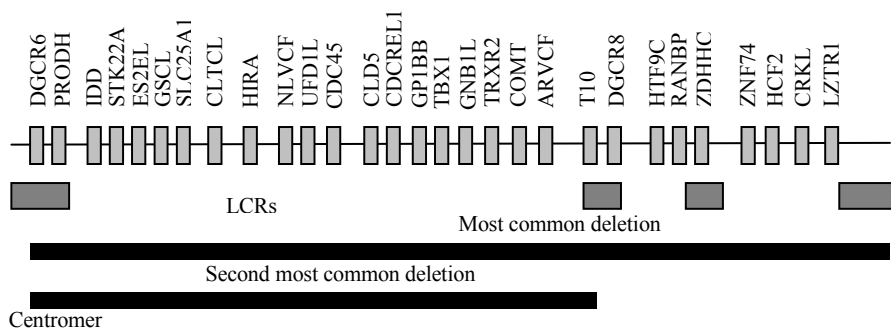 DGCR6 PRODH IDD STK22A ES2EL GSCL SLC25A1 CLTCL HIRA NLVCF UFD1L CDC45 CLD5 CDCREL1 GP1BB TBX1 GNB1L TRXR2 COMT ARVCF T10 DGCR8 HTF9C RANBP ZDHHC ZNF74 HCF2 CRKL LZTR1
LCRs
Most common deletion
Second most common deletion
Centromer